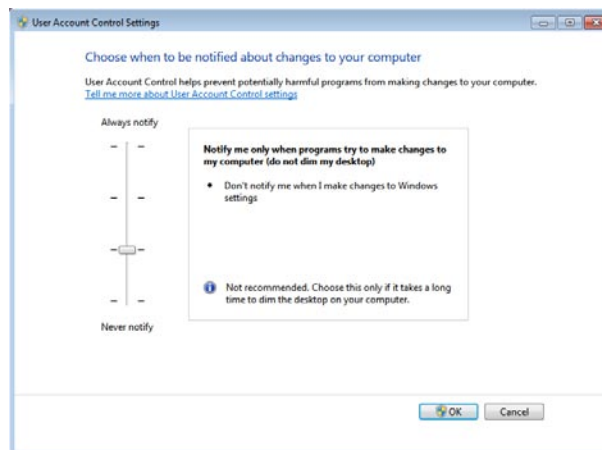 User Account Control Settings
Choose when to be notified about changes to your computer
User Account Control helps prevent potentially harmful programs from making changes to your computer.
Tell me more about User Account Control settings
Always notify
Notify me only when programs try to make changes to
my computer (do not dim my desktop)
• Don't notify me when I make changes to Windows
settings
Not recommended. Choose this only if it takes a long
time to dim the desktop on your computer.
Never notify
OK
Cancel